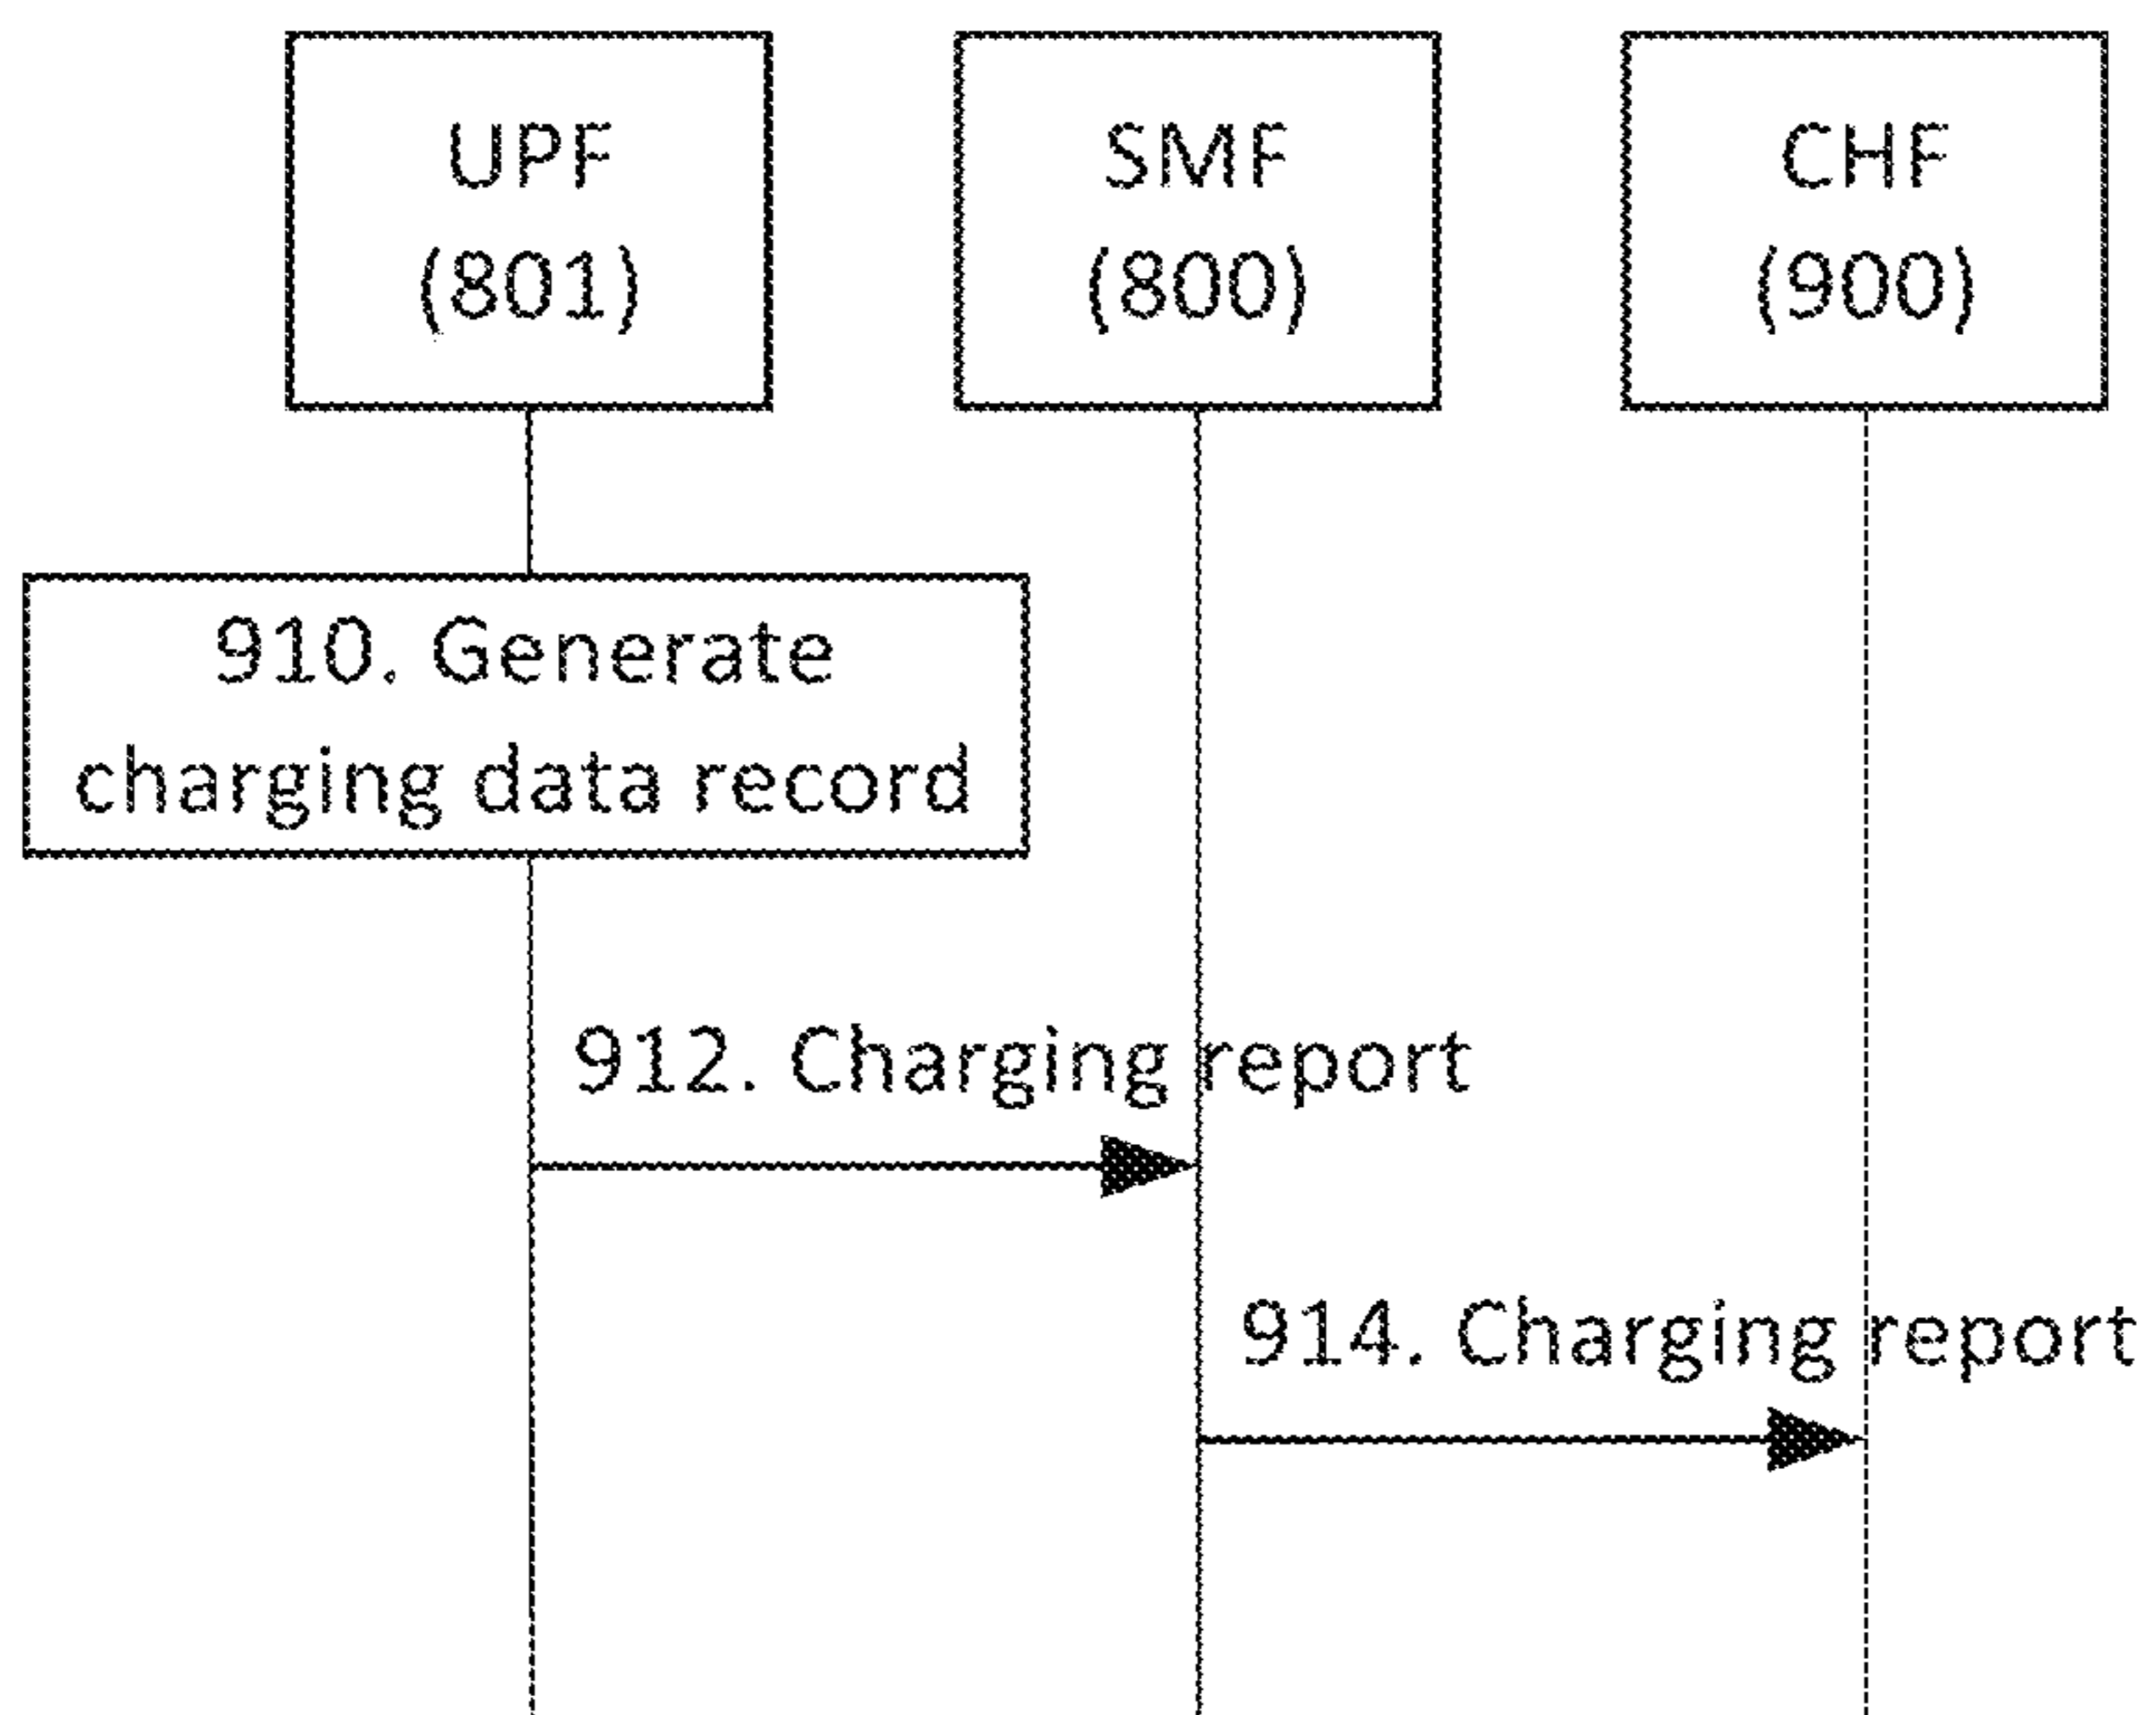 UPF
(801)
SMF
(800)
CHF
(900)
910. Generate
charging data record
912. Charging report
914. Charging report